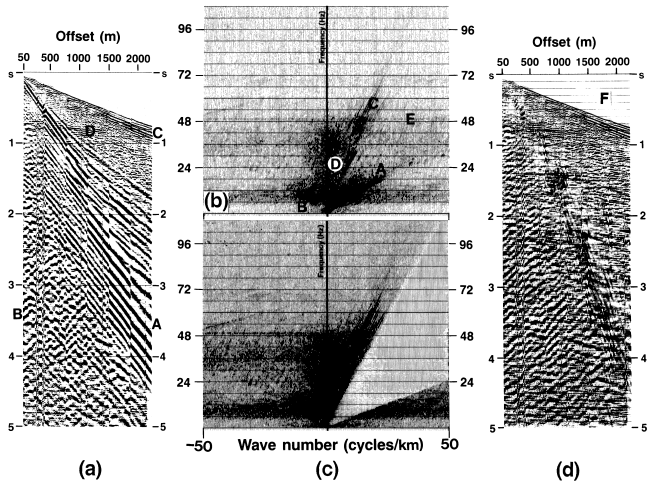 Offset (m)
50 500 1000 1500 2000
s s
D
C
1 1
2 2
3 3
B
A
4 4
5 5
(a)
Frequency (Hz)
96 96
72 72
C
48 48
E
D
24 24
A
B
(b)
Frequency (Hz)
96 96
72 72
48 48
24 24
−50 Wave number (cycles/km) 50
(c)
Offset (m)
50 500 1000 1500 2000
s s
F
1 1
2 2
3 3
4 4
5 5
(d)